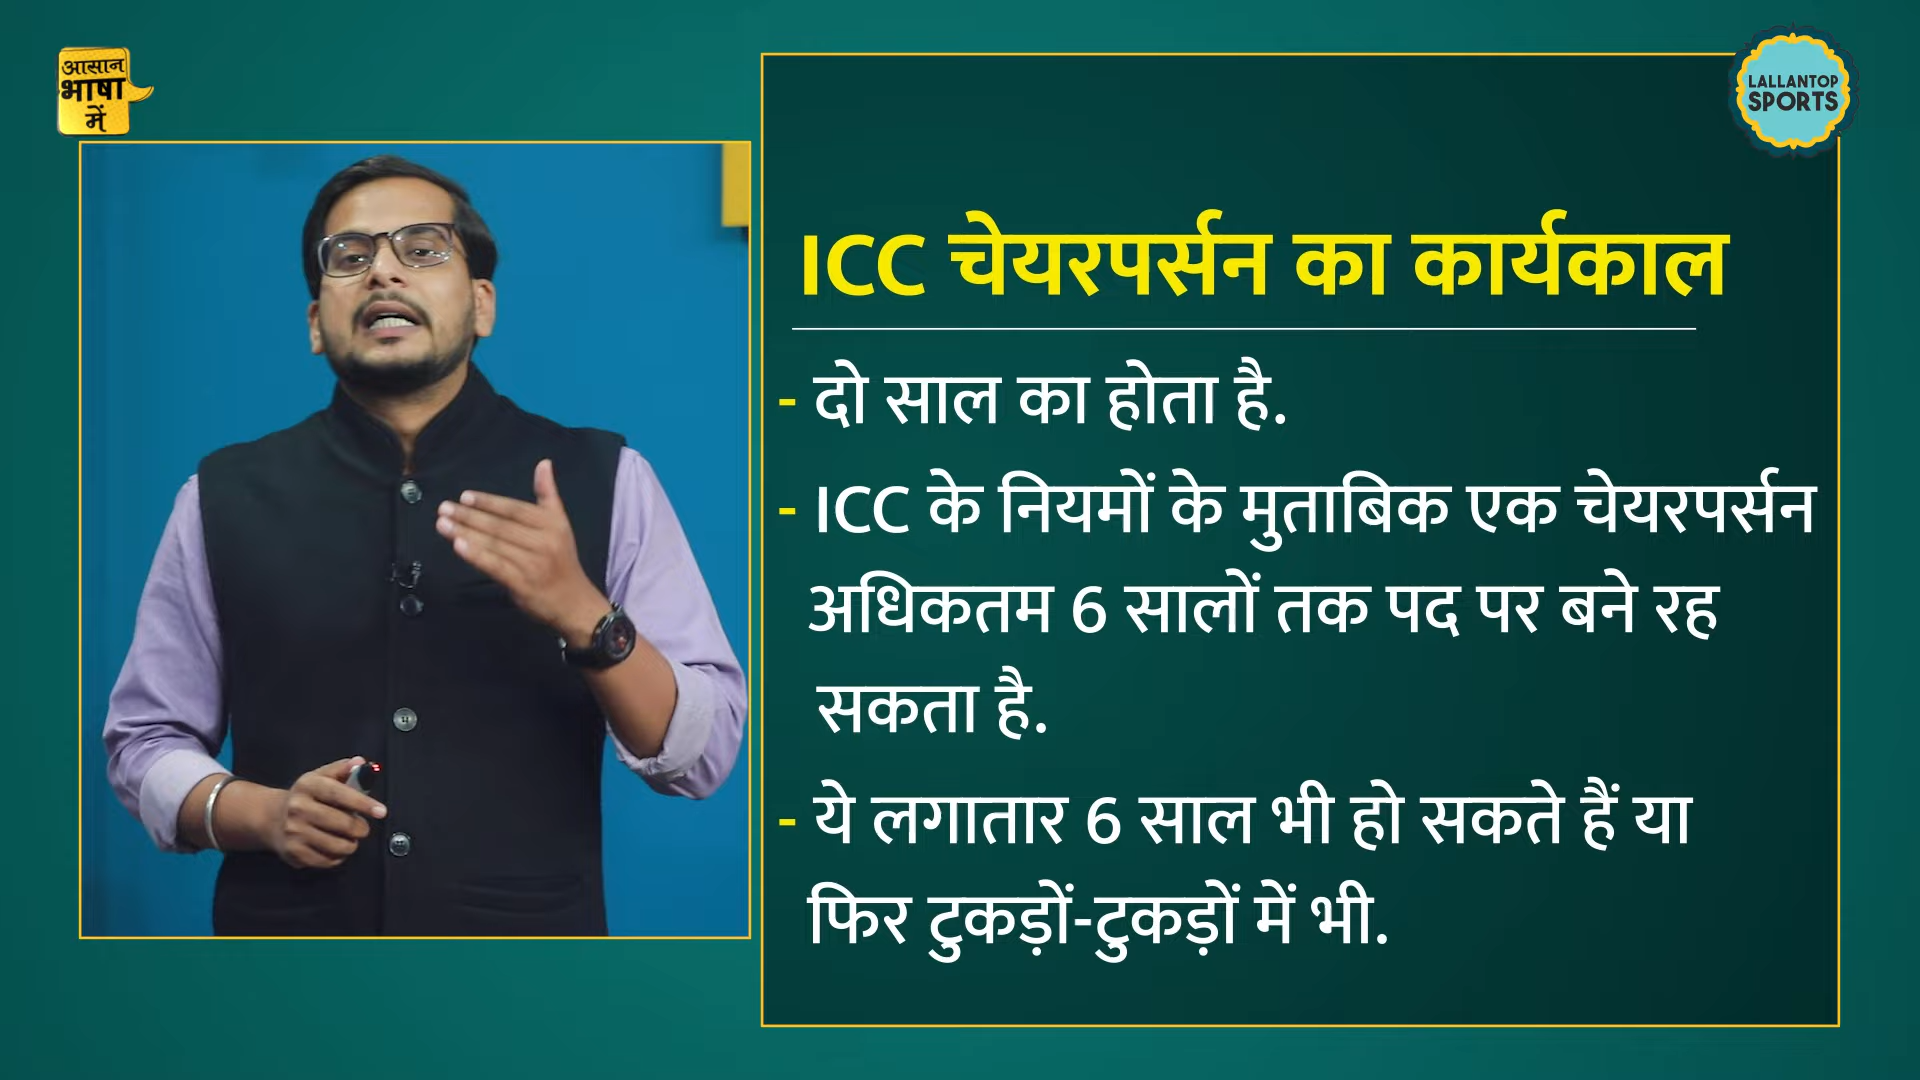 आसान
भाषा
में
LALLANTOP
SPORTS
ICC चेयरपर्सन का कार्यकाल
- दो साल का होता है.
- ICC के नियमों के मुताबिक एक चेयरपर्सन
अधिकतम 6 सालों तक पद पर बने रह
सकता है.
- ये लगातार 6 साल भी हो सकते हैं या
फिर टुकड़ों-टुकड़ों में भी.